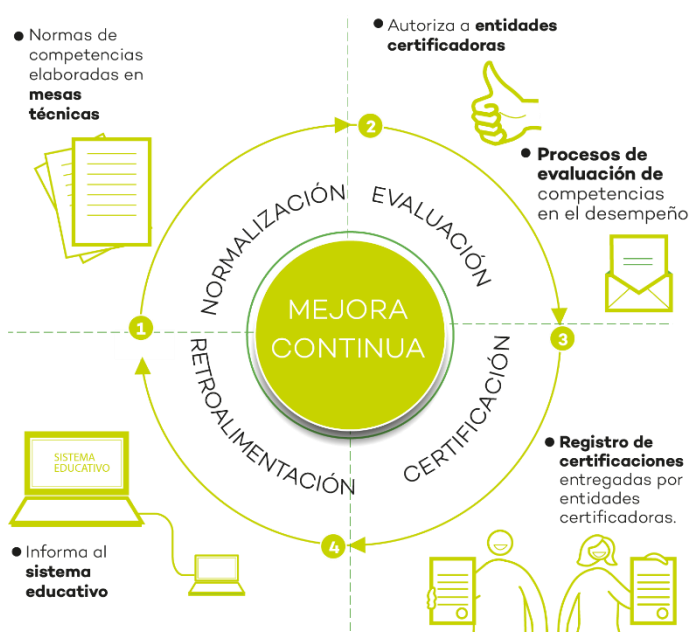 Normas de
competencias
elaboradas en
mesas
técnicas
Autoriza a entidades
certificadoras
Procesos de
evaluación de
competencias
en el desempeño
2
NORMALIZACIÓN
EVALUACIÓN
MEJORA
CONTINUA
1
3
RETROALIMENTACIÓN
CERTIFICACIÓN
SISTEMA
EDUCATIVO
Informa al
sistema
educativo
4
Registro de
certificaciones
entregadas por
entidades
certificadoras.